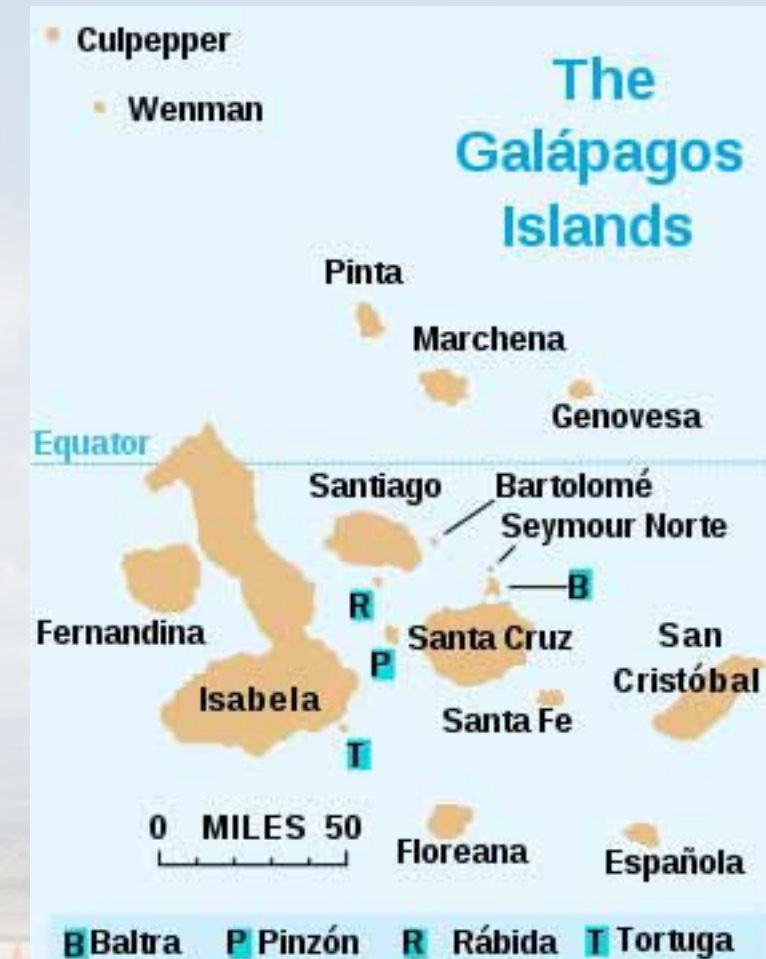 Culpepper
Wenman
The
Galápagos
Islands
Pinta
Marchena
Genovesa
Equator
Santiago
Bartolomé
Seymour Norte
B
R
Fernandina
Santa Cruz
P
San
Cristóbal
Isabela
Santa Fe
T
0 MILES 50
Floreana
Española
B Baltra P Pinzón R Rábida T Tortuga